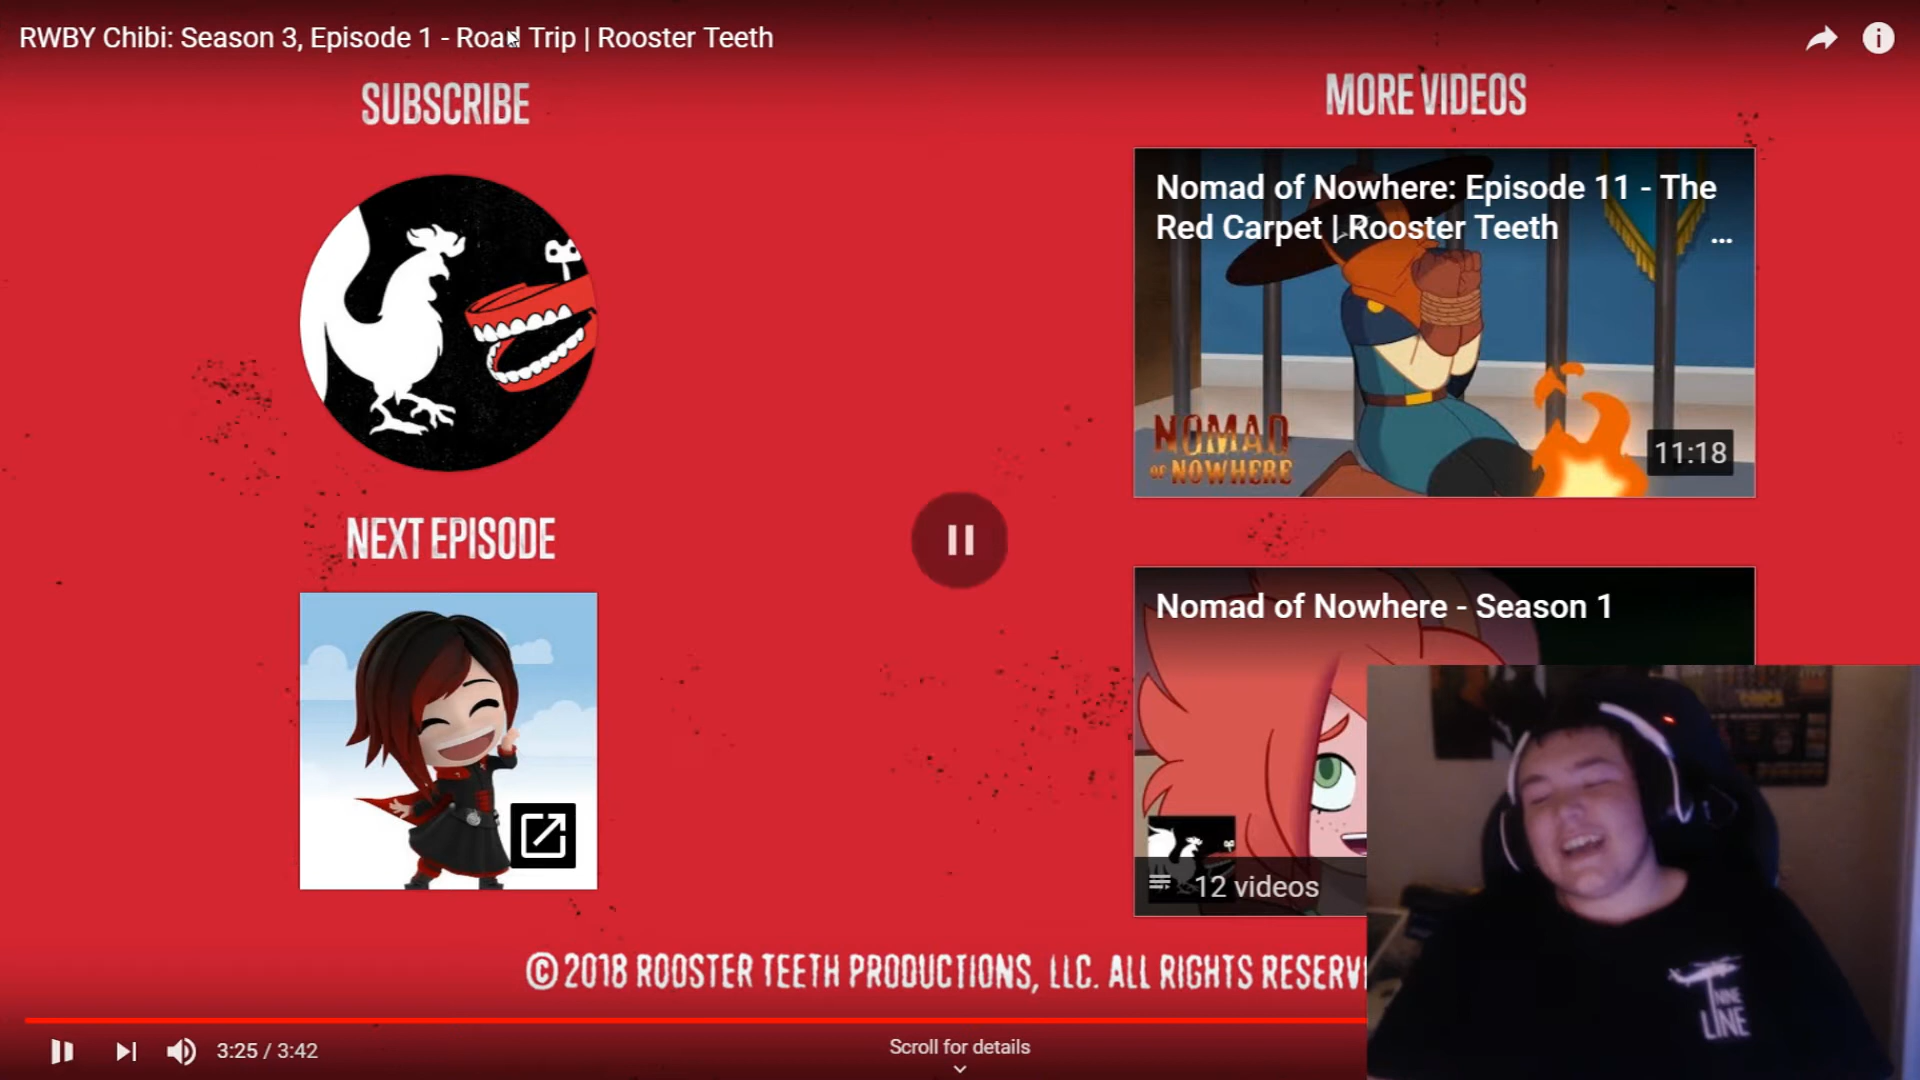 RWBY Chibi: Season 3, Episode 1 - Road Trip | Rooster Teeth
SUBSCRIBE
MORE VIDEOS
Nomad of Nowhere: Episode 11 - The
Red Carpet | Rooster Teeth
...
NOMAD
OF NOWHERE
11:18
NEXT EPISODE
Nomad of Nowhere - Season 1
12 videos
© 2018 ROOSTER TEETH PRODUCTIONS, LLC. ALL RIGHTS RESERV
NINE
LINE
3:25 / 3:42
Scroll for details